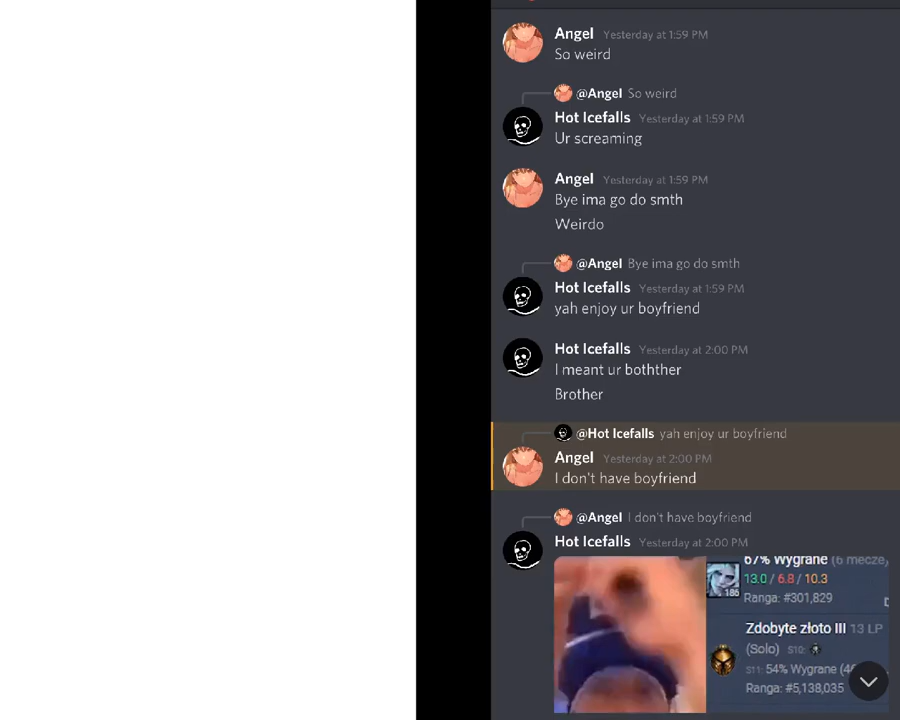 Angel Yesterday at 1:59 PM
So weird
@Angel So weird
Hot Icefalls Yesterday at 1:59 PM
Ur screaming
Angel Yesterday at 1:59 PM
Bye ima go do smth
Weirdo
@Angel Bye ima go do smth
Hot Icefalls Yesterday at 1:59 PM
yah enjoy ur boyfriend
Hot Icefalls Yesterday at 2:00 PM
I meant ur bothther
Brother
@Hot Icefalls yah enjoy ur boyfriend
Angel Yesterday at 2:00 PM
I don't have boyfriend
@Angel I don't have boyfriend
Hot Icefalls Yesterday at 2:00 PM
67% Wygrane (6 mecze)
13.0 / 6.8 / 10.3
186
Ranga: #301,829
Zdobyte złoto III 13 LP
(Solo) S10:
S11: 54% Wygrane
Ranga: #5,138,035